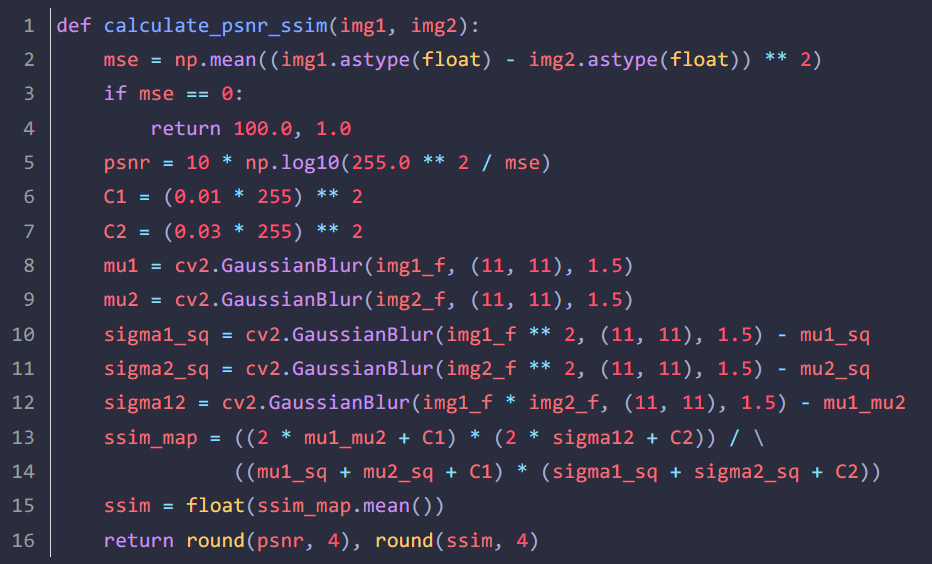 1 def calculate_psnr_ssim(img1, img2):
2     mse = np.mean((img1.astype(float) - img2.astype(float)) ** 2)
3     if mse == 0:
4         return 100.0, 1.0
5     psnr = 10 * np.log10(255.0 ** 2 / mse)
6     C1 = (0.01 * 255) ** 2
7     C2 = (0.03 * 255) ** 2
8     mu1 = cv2.GaussianBlur(img1_f, (11, 11), 1.5)
9     mu2 = cv2.GaussianBlur(img2_f, (11, 11), 1.5)
10     sigma1_sq = cv2.GaussianBlur(img1_f ** 2, (11, 11), 1.5) - mu1_sq
11     sigma2_sq = cv2.GaussianBlur(img2_f ** 2, (11, 11), 1.5) - mu2_sq
12     sigma12 = cv2.GaussianBlur(img1_f * img2_f, (11, 11), 1.5) - mu1_mu2
13     ssim_map = ((2 * mu1_mu2 + C1) * (2 * sigma12 + C2)) / \
14                ((mu1_sq + mu2_sq + C1) * (sigma1_sq + sigma2_sq + C2))
15     ssim = float(ssim_map.mean())
16     return round(psnr, 4), round(ssim, 4)